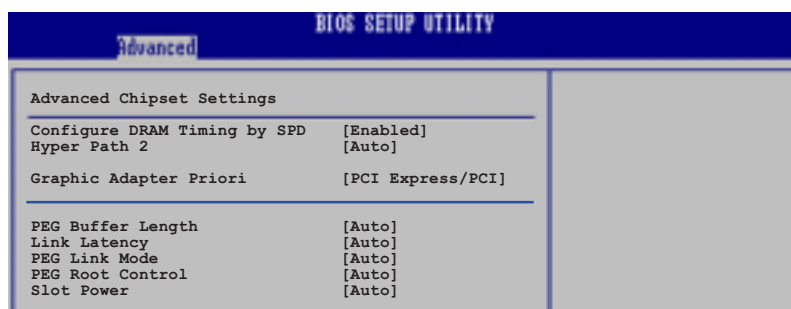 BIOS SETUP UTILITY
Advanced
Advanced Chipset Settings
Configure DRAM Timing by SPD [Enabled]
Hyper Path 2 [Auto]
Graphic Adapter Priori [PCI Express/PCI]
PEG Buffer Length [Auto]
Link Latency [Auto]
PEG Link Mode [Auto]
PEG Root Control [Auto]
Slot Power [Auto]